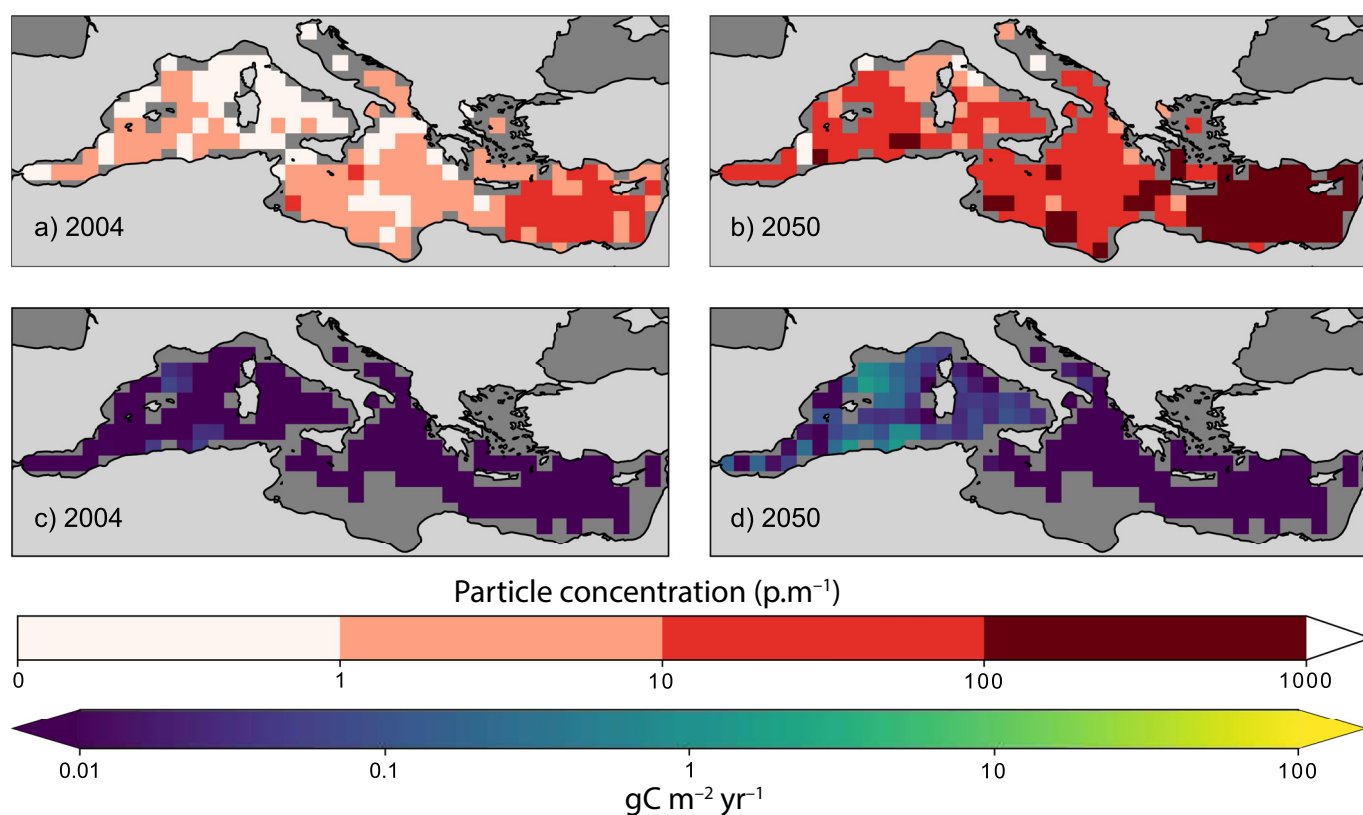 a) 2004
b) 2050
c) 2004
d) 2050
Particle concentration (p.m⁻¹)
0 1 10 100 1000
0.01 0.1 1 10 100
gC m⁻² yr⁻¹